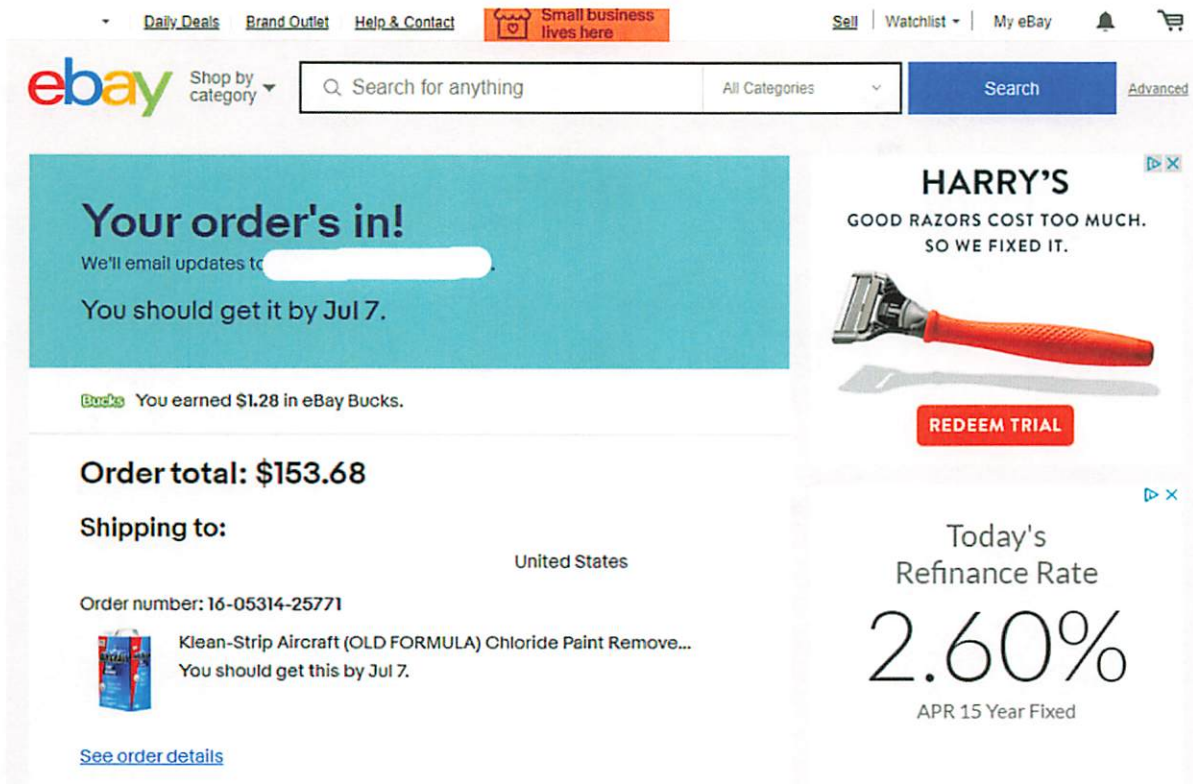 Daily Deals Brand Outlet Help & Contact
Small business
lives here
Sell Watchlist My eBay
ebay
Shop by
category
Search for anything
All Categories
Search
Advanced
Your order's in!
We'll email updates to .
You should get it by Jul 7.
Bucks You earned $1.28 in eBay Bucks.
Order total: $153.68
Shipping to:
United States
Order number: 16-05314-25771
Klean-Strip Aircraft (OLD FORMULA) Chloride Paint Remove...
You should get this by Jul 7.
See order details
HARRY'S
GOOD RAZORS COST TOO MUCH.
SO WE FIXED IT.
REDEEM TRIAL
Today's
Refinance Rate
2.60%
APR 15 Year Fixed